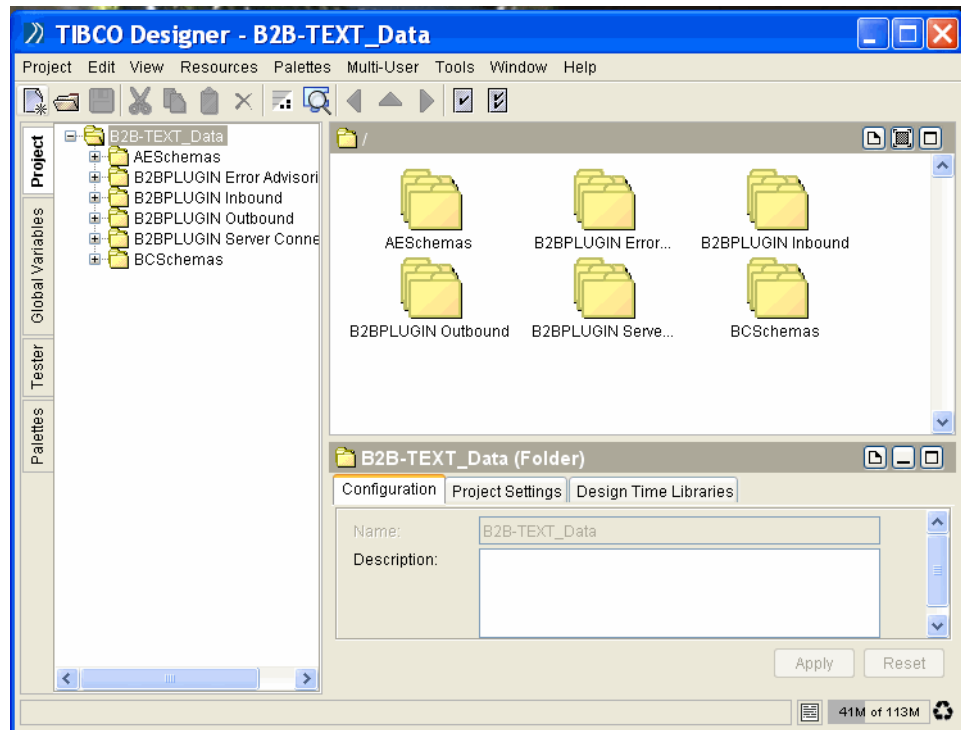 TIBCO Designer - B2B-TEXT_Data
Project Edit View Resources Palettes Multi-User Tools Window Help
Project
Global Variables
Tester
Palettes
B2B-TEXT_Data
AESchemas
B2BPLUGIN Error Advisori
B2BPLUGIN Inbound
B2BPLUGIN Outbound
B2BPLUGIN Server Conne
BCSchemas
/
AESchemas B2BPLUGIN Error... B2BPLUGIN Inbound
B2BPLUGIN Outbound B2BPLUGIN Serve... BCSchemas
B2B-TEXT_Data (Folder)
Configuration Project Settings Design Time Libraries
Name: B2B-TEXT_Data
Description:
Apply Reset
41M of 113M